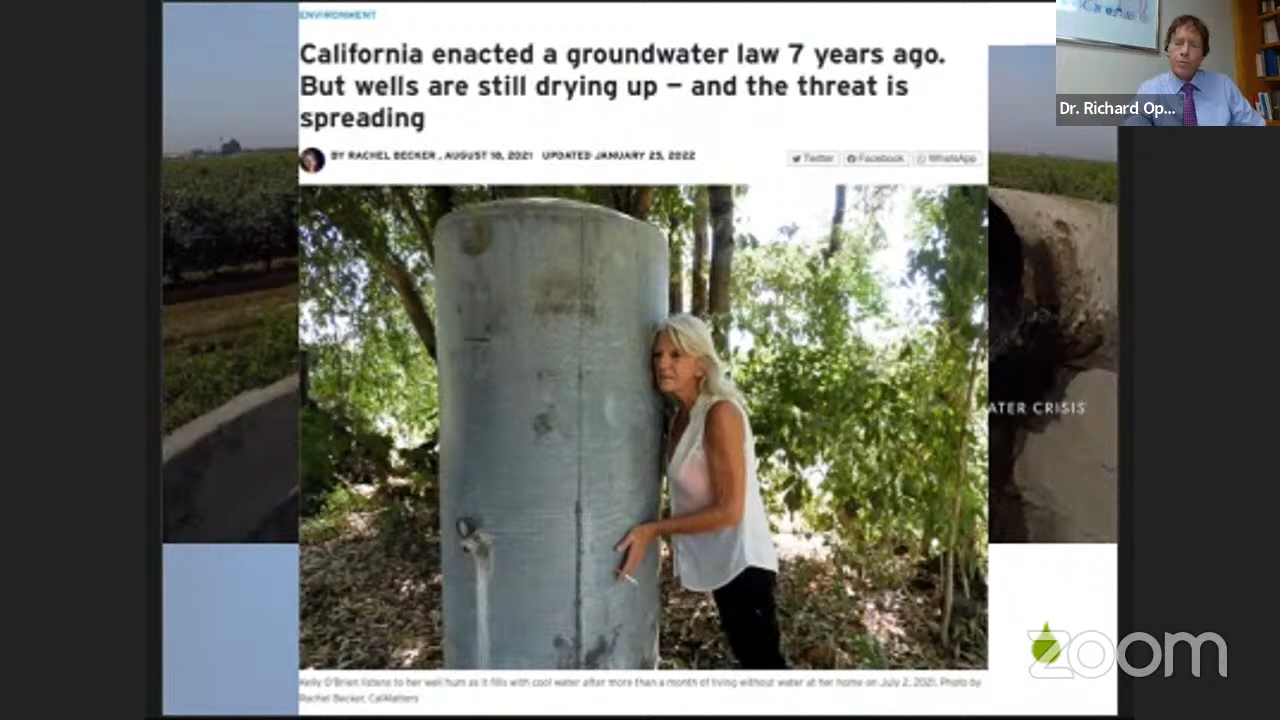 ENVIRONMENT
California enacted a groundwater law 7 years ago.
But wells are still drying up – and the threat is
spreading
BY RACHEL BECKER , AUGUST 18, 2021 UPDATED JANUARY 25, 2022
Twitter
Facebook
WhatsApp
Dr. Richard Op...
ATER CRISIS
Kelly O'Brien listens to her well hum as it fills with cool water after more than a month of living without water at her home on July 2, 2021. Photo by
Rachel Becker, CalMatters
zoom